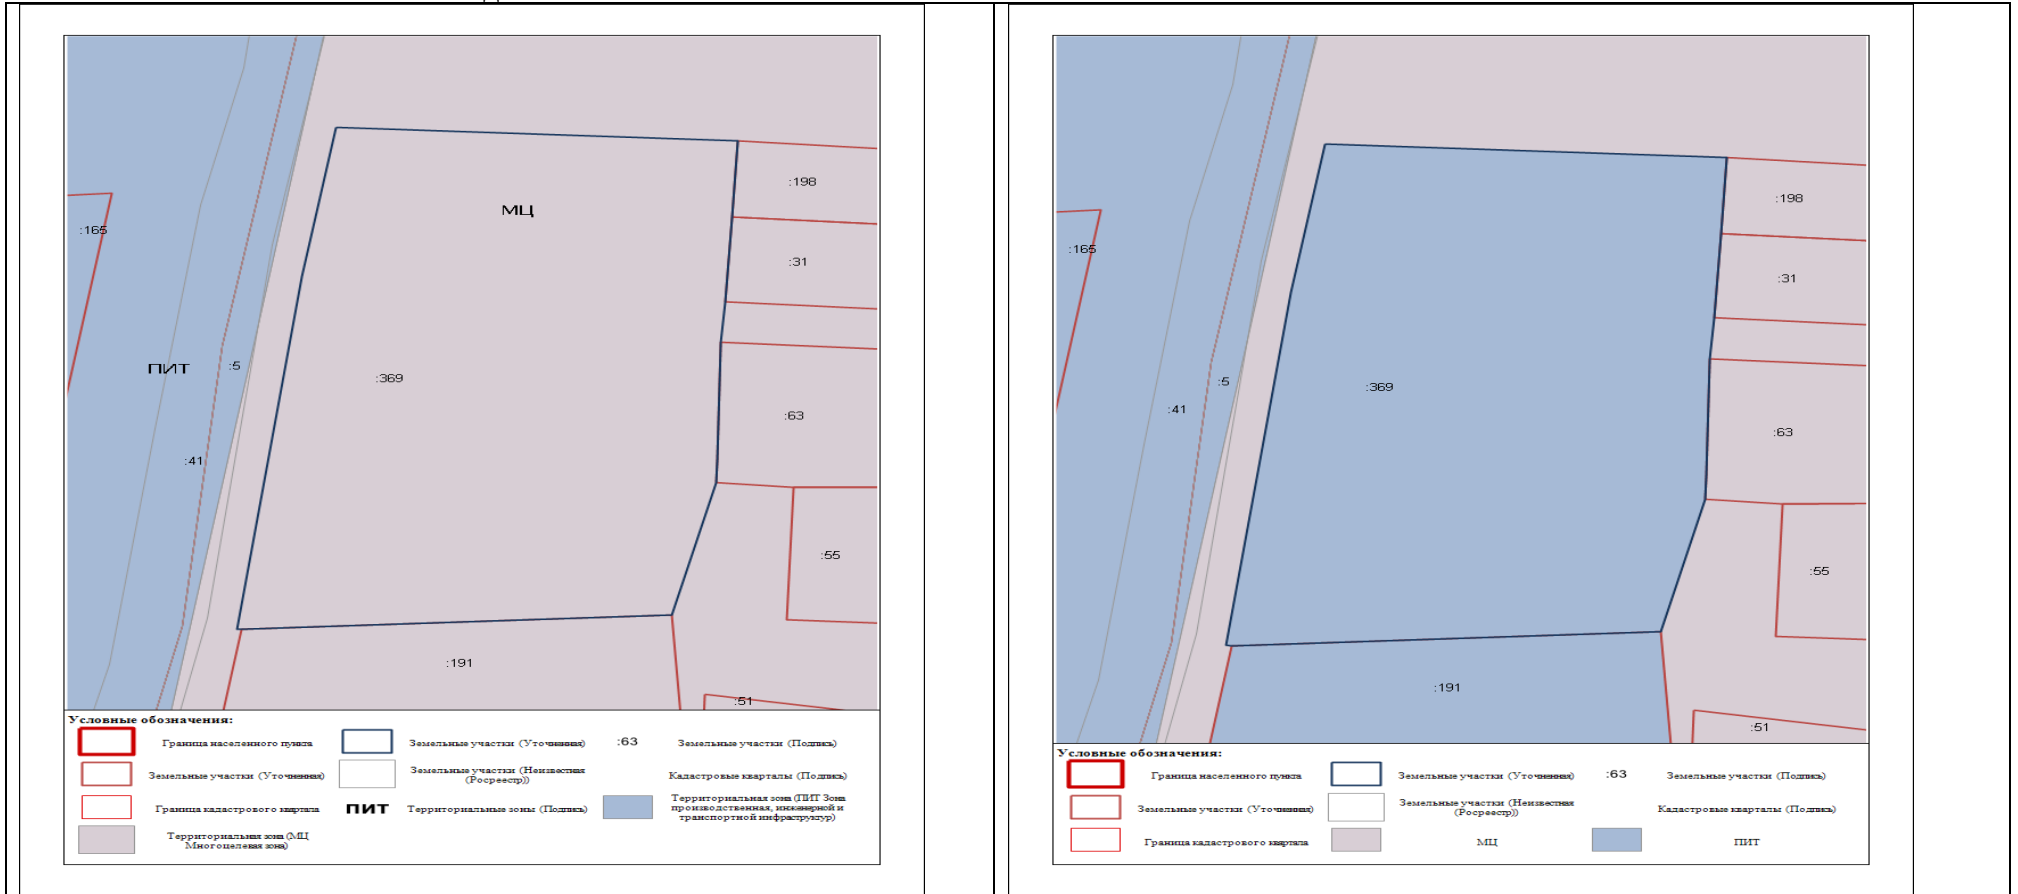 :198
МЦ
:165
:31
ПИТ
:5
:369
:63
:41
:55
:191
:51
Условные обозначения:
Граница населенного пункта
Земельные участки (Уточненная)
:63
Земельные участки (Подпись)
Земельные участки (Уточненная)
Земельные участки (Неизвестная
(Росреестр))
Кадастровые кварталы (Подпись)
Граница кадастрового квартала
ПИТ
Территориальные зоны (Подпись)
Территориальная зона (ПИТ Зона
производственная, инженерной и
транспортной инфраструктур)
Территориальная зона (МЦ
Многоцелевая зона)
:198
:165
:31
:5
:369
:41
:63
:55
:191
:51
Условные обозначения:
Граница населенного пункта
Земельные участки (Уточненная)
:63
Земельные участки (Подпись)
Земельные участки (Уточненная)
Земельные участки (Неизвестная
(Росреестр))
Кадастровые кварталы (Подпись)
Граница кадастрового квартала
МЦ
ПИТ